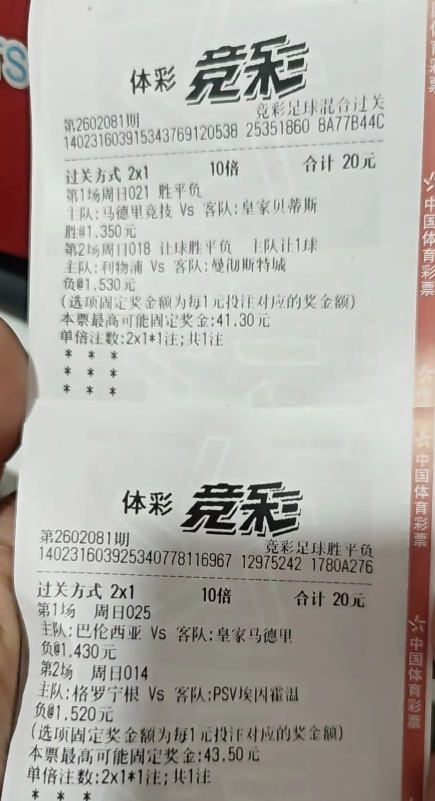 体彩 竞彩
第2602081期 竞彩足球混合过关
140231603915343769120538 25351860 8A77B44C
过关方式 2x1 10倍 合计 20元
第1场周日021 胜平负
主队:马德里竞技 Vs 客队:皇家贝蒂斯
胜@1.350元
第2场周日018 让球胜平负 主队让1球
主队:利物浦 Vs 客队:曼彻斯特城
负@1.530元
(选项固定奖金额为每1元投注对应的奖金额)
本票最高可能固定奖金:41.30元
单倍注数:2x1*1注;共1注
* * *
* * *
* * *
体彩 竞彩
第2602081期 竞彩足球胜平负
140231603925340778116967 12975242 1780A276
过关方式 2x1 10倍 合计 20元
第1场 周日025
主队:巴伦西亚 Vs 客队:皇家马德里
负@1.430元
第2场 周日014
主队:格罗宁根 Vs 客队:PSV埃因霍温
负@1.520元
(选项固定奖金额为每1元投注对应的奖金额)
本票最高可能固定奖金:43.50元
单倍注数:2x1*1注;共1注
* * *
中国体育彩票
中国体育彩票
中国体育彩票